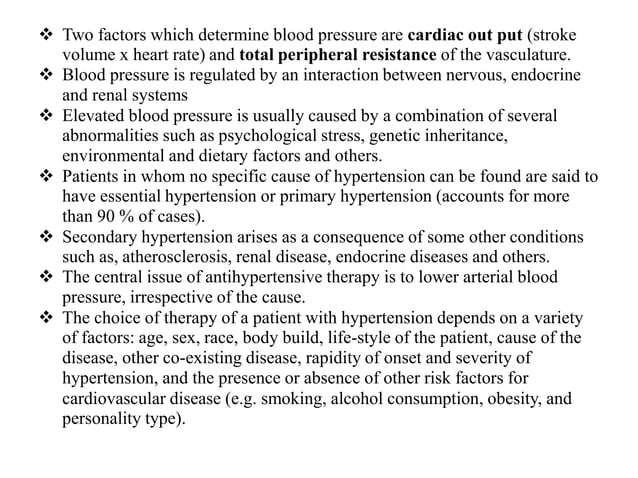 ❖ Two factors which determine blood pressure are cardiac out put (stroke
volume x heart rate) and total peripheral resistance of the vasculature.
❖ Blood pressure is regulated by an interaction between nervous, endocrine
and renal systems
❖ Elevated blood pressure is usually caused by a combination of several
abnormalities such as psychological stress, genetic inheritance,
environmental and dietary factors and others.
❖ Patients in whom no specific cause of hypertension can be found are said to
have essential hypertension or primary hypertension (accounts for more
than 90 % of cases).
❖ Secondary hypertension arises as a consequence of some other conditions
such as, atherosclerosis, renal disease, endocrine diseases and others.
❖ The central issue of antihypertensive therapy is to lower arterial blood
pressure, irrespective of the cause.
❖ The choice of therapy of a patient with hypertension depends on a variety
of factors: age, sex, race, body build, life-style of the patient, cause of the
disease, other co-existing disease, rapidity of onset and severity of
hypertension, and the presence or absence of other risk factors for
cardiovascular disease (e.g. smoking, alcohol consumption, obesity, and
personality type).